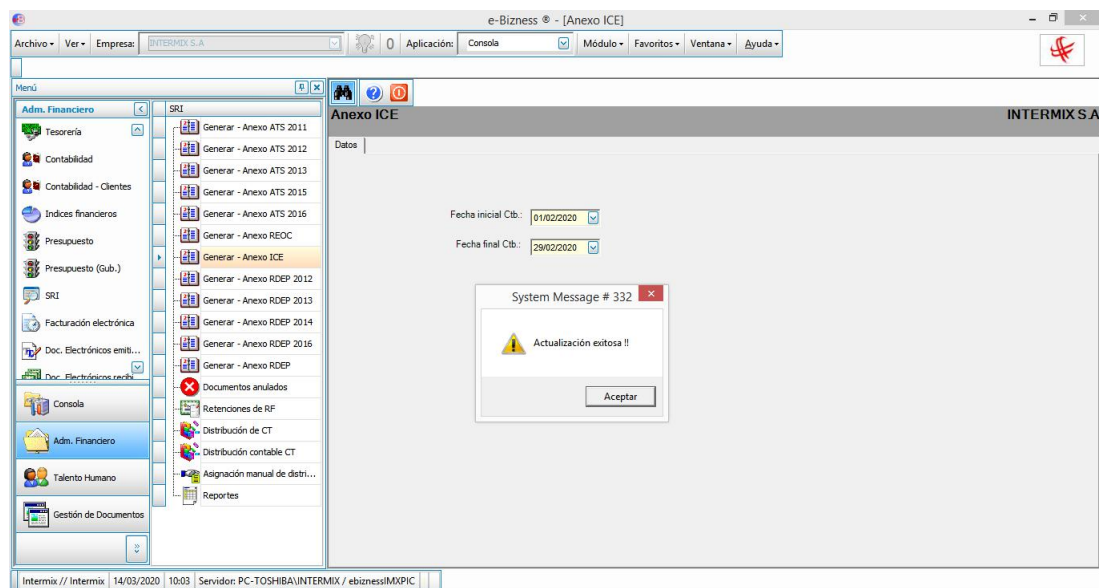 e-Bizness ® - [Anexo ICE]
Archivo Ver Empresa: INTERMIX S.A 0 Aplicación: Consola Módulo Favoritos Ventana Ayuda
Menú
Adm. Financiero
Tesorería
Contabilidad
Contabilidad - Clientes
Indices financieros
Presupuesto
Presupuesto (Gub.)
SRI
Facturación electrónica
Doc. Electrónicos emiti...
Doc. Electrónicos recibi
Consola
Adm. Financiero
Talento Humano
Gestión de Documentos
SRI
Generar - Anexo ATS 2011
Generar - Anexo ATS 2012
Generar - Anexo ATS 2013
Generar - Anexo ATS 2015
Generar - Anexo ATS 2016
Generar - Anexo REOC
Generar - Anexo ICE
Generar - Anexo RDEP 2012
Generar - Anexo RDEP 2013
Generar - Anexo RDEP 2014
Generar - Anexo RDEP 2016
Generar - Anexo RDEP
Documentos anulados
Retenciones de RF
Distribución de CT
Distribución contable CT
Asignación manual de distri...
Reportes
Anexo ICE INTERMIX S.A
Datos
Fecha inicial Ctb.: 01/02/2020
Fecha final Ctb.: 29/02/2020
System Message # 332
Actualización exitosa !!
Aceptar
Intermix // Intermix 14/03/2020 10:03 Servidor: PC-TOSHIBA\INTERMIX / ebiznessIMXPIC